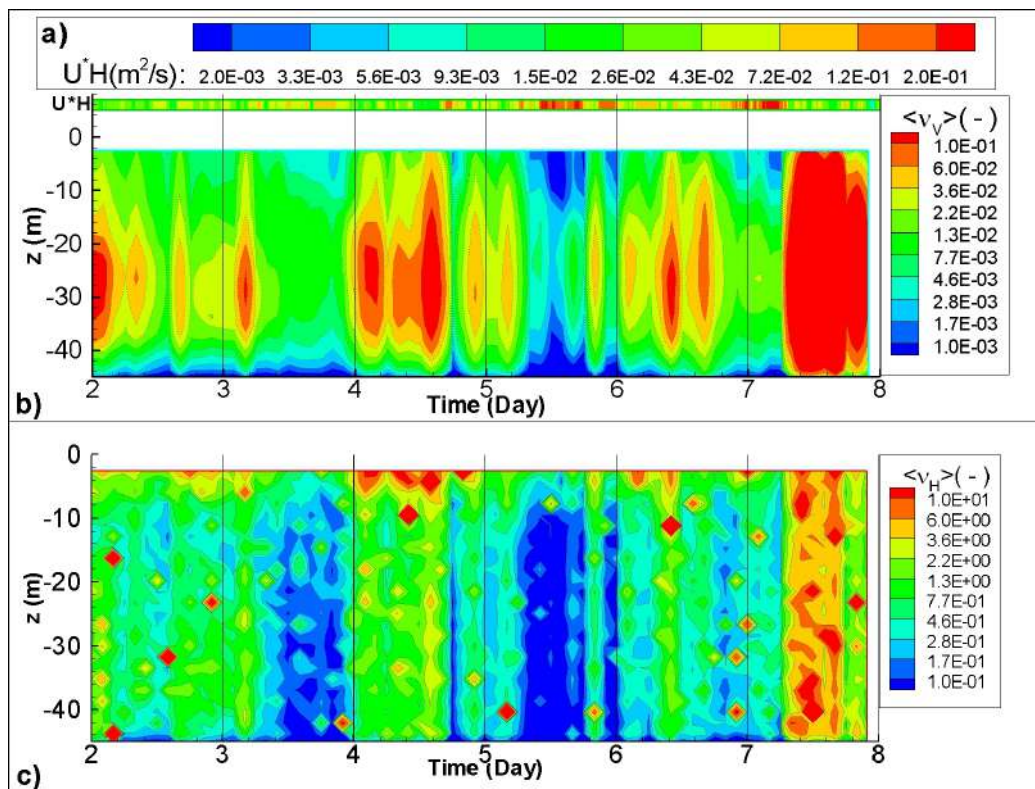 a)
U*H(m²/s): 2.0E-03 3.3E-03 5.6E-03 9.3E-03 1.5E-02 2.6E-02 4.3E-02 7.2E-02 1.2E-01 2.0E-01
U*H
0
-10
-20
-30
-40
z (m)
2 3 4 5 6 7 8
Time (Day)
b)
<ν_V>(-)
1.0E-01
6.0E-02
3.6E-02
2.2E-02
1.3E-02
7.7E-03
4.6E-03
2.8E-03
1.7E-03
1.0E-03
0
-10
-20
-30
-40
z (m)
2 3 4 5 6 7 8
Time (Day)
c)
<ν_H>(-)
1.0E+01
6.0E+00
3.6E+00
2.2E+00
1.3E+00
7.7E-01
4.6E-01
2.8E-01
1.7E-01
1.0E-01